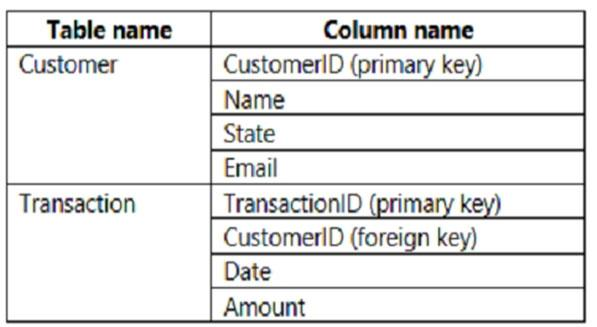 Table name Column name
Customer CustomerID (primary key)
Name
State
Email
Transaction TransactionID (primary key)
CustomerID (foreign key)
Date
Amount